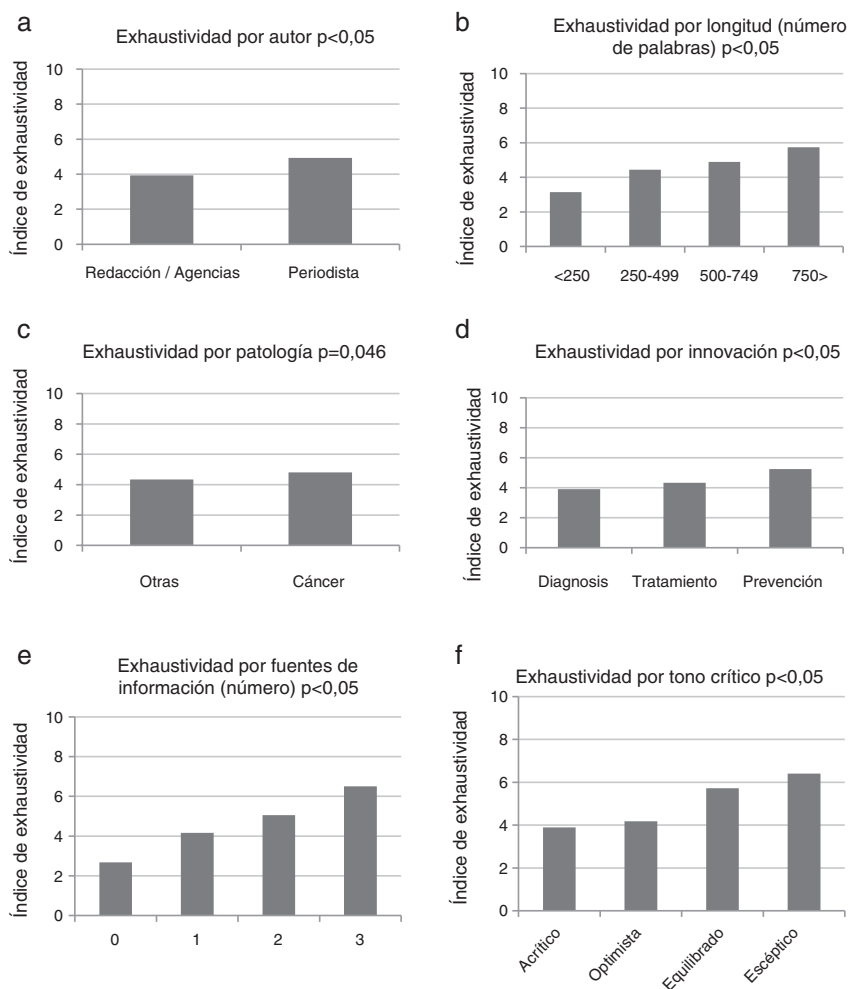 a
Exhaustividad por autor p<0,05
Índice de exhaustividad
10
8
6
4
2
0
Redacción / Agencias
Periodista
b
Exhaustividad por longitud (número
de palabras) p<0,05
Índice de exhaustividad
10
8
6
4
2
0
<250
250-499
500-749
750>
c
Exhaustividad por patología p=0,046
Índice de exhaustividad
10
8
6
4
2
0
Otras
Cáncer
d
Exhaustividad por innovación p<0,05
Índice de exhaustividad
10
8
6
4
2
0
Diagnosis
Tratamiento
Prevención
e
Exhaustividad por fuentes de
información (número) p<0,05
Índice de exhaustividad
10
8
6
4
2
0
0
1
2
3
f
Exhaustividad por tono crítico p<0,05
Índice de exhaustividad
10
8
6
4
2
0
Acrítico
Optimista
Equilibrado
Escéptico